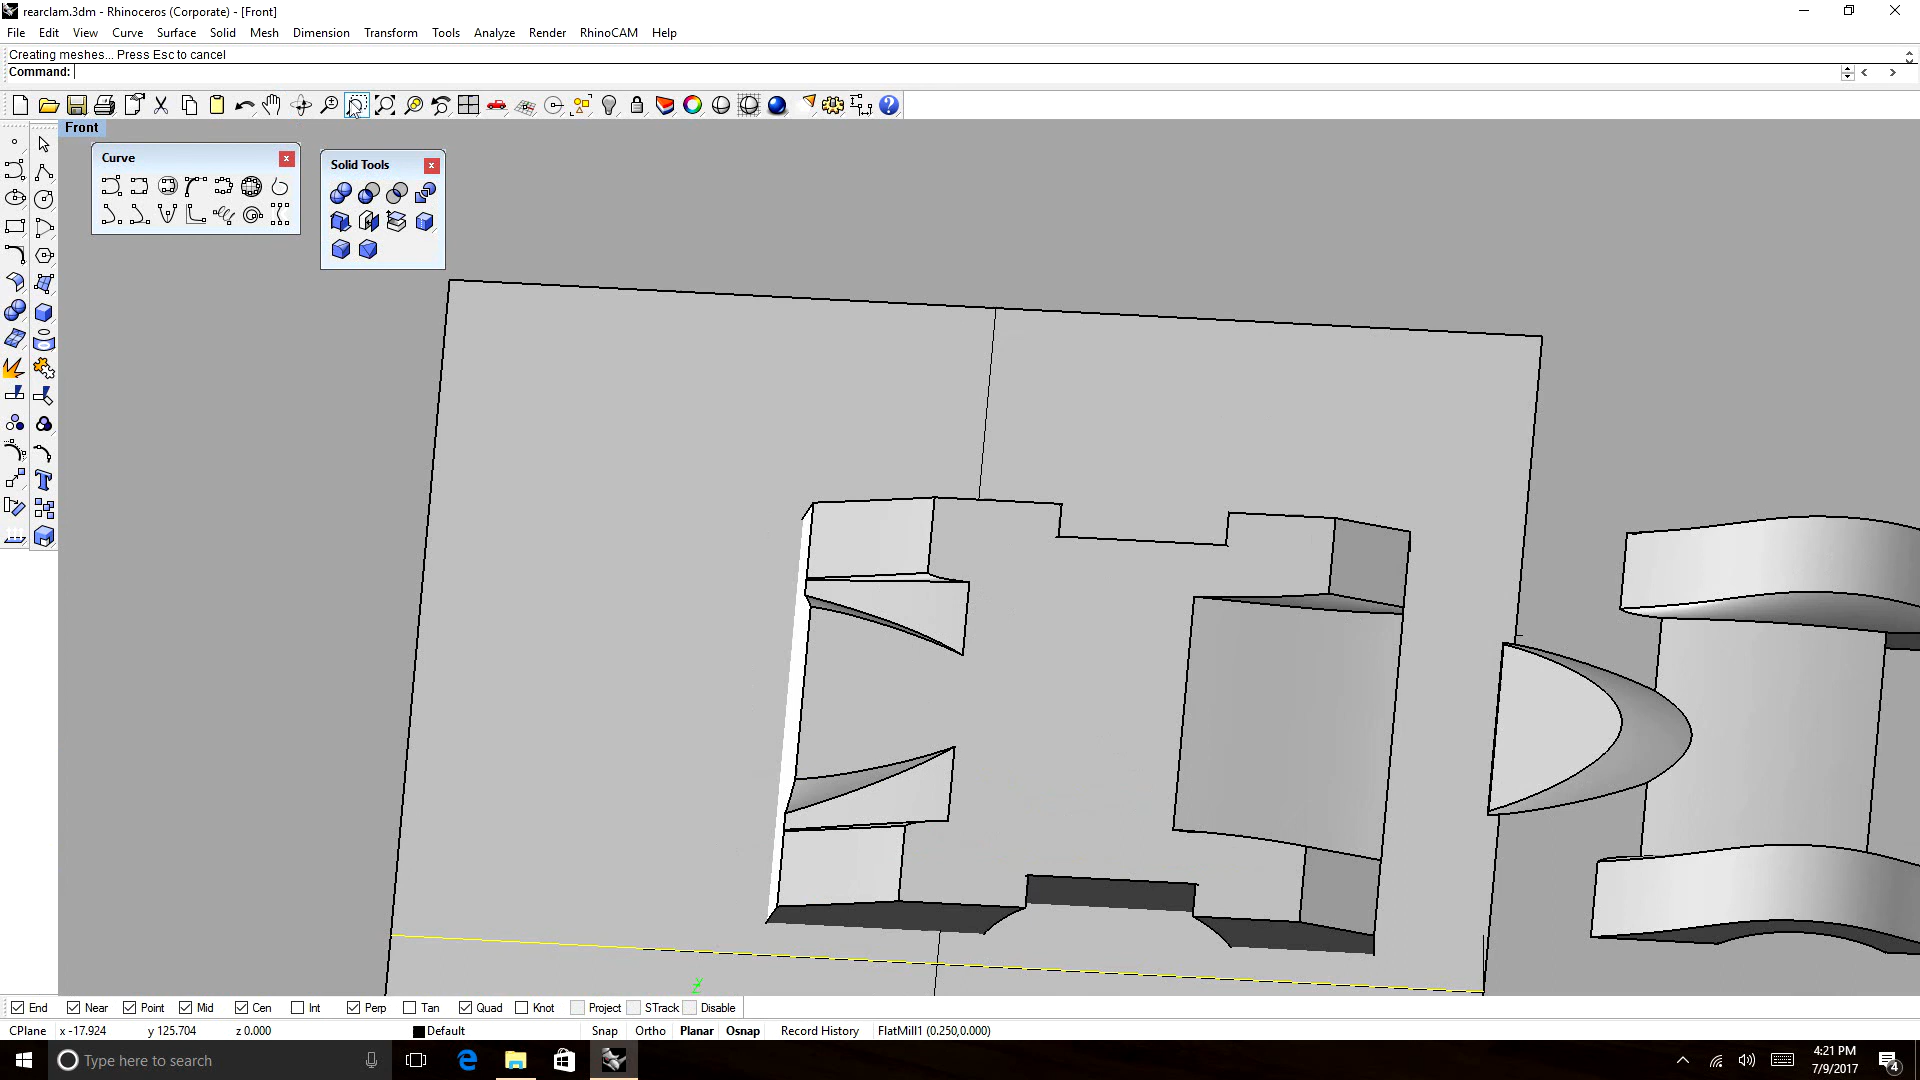 rearclam.3dm - Rhinoceros (Corporate) - [Front]
File Edit View Curve Surface Solid Mesh Dimension Transform Tools Analyze Render RhinoCAM Help
Creating meshes... Press Esc to cancel
Command:
Front
Curve
Solid Tools
z
End Near Point Mid Cen Int Perp Tan Quad Knot Project STrack Disable
CPlane x -17.924 y 125.704 z 0.000 Default Snap Ortho Planar Osnap Record History FlatMill1 (0.250,0.000)
Type here to search
4:21 PM
7/9/2017
4